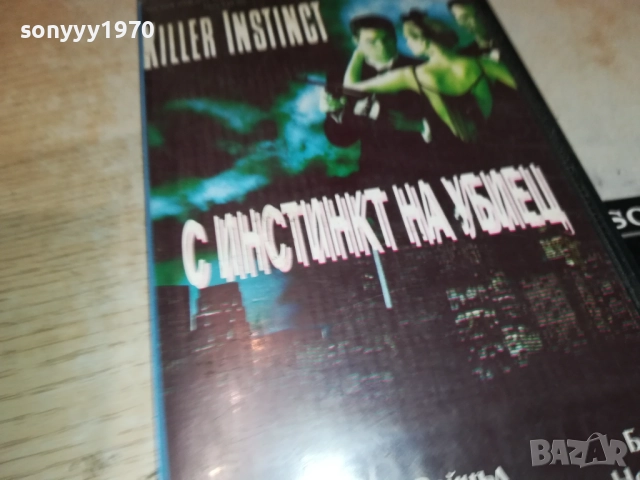 sonyyy1970
KILLER INSTINCT
С ИНСТИНКТ НА УБИЕЦ
BAZAR